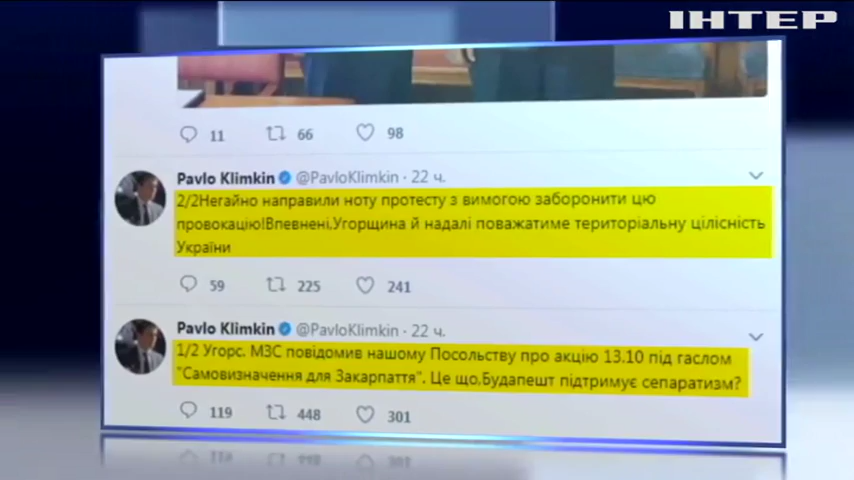 ІНТЕР
11 66 98
Pavlo Klimkin @PavloKlimkin · 22 ч.
2/2Негайно направили ноту протесту з вимогою заборонити цю
провокацію!Впевнені,Угорщина й надалі поважатиме територіальну цілісність
України
59 225 241
Pavlo Klimkin @PavloKlimkin · 22 ч.
1/2 Угорс. МЗС повідомив нашому Посольству про акцію 13.10 під гаслом
"Самовизначення для Закарпаття". Це що,Будапешт підтримує сепаратизм?
119 448 301